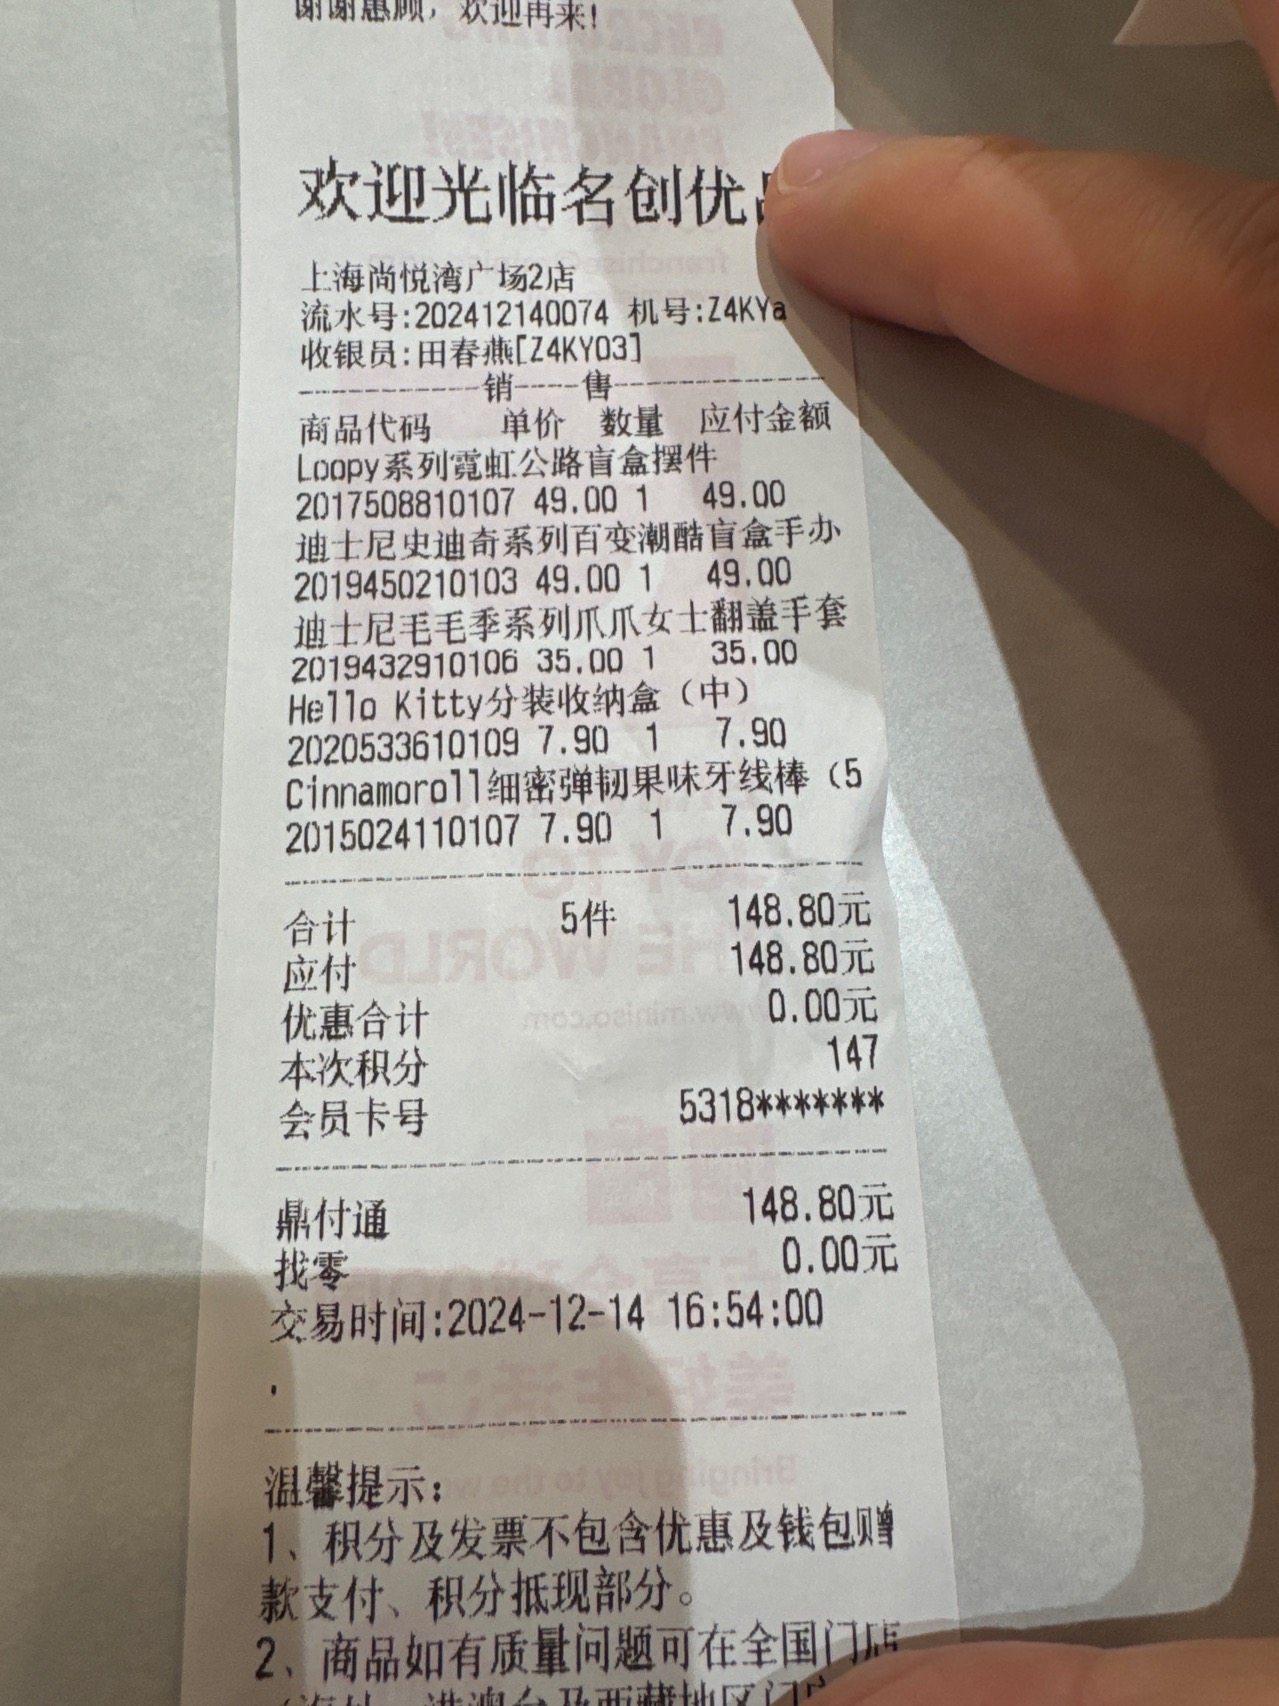 谢谢惠顾，欢迎再来！
欢迎光临名创优
上海尚悦湾广场2店
流水号:202412140074 机号:Z4KYa
收银员:田春燕[Z4KY03]
----------销----售----------
商品代码 单价 数量 应付金额
Loopy系列霓虹公路盲盒摆件
2017508810107 49.00 1 49.00
迪士尼史迪奇系列百变潮酷盲盒手办
2019450210103 49.00 1 49.00
迪士尼毛毛季系列爪爪女士翻盖手套
2019432910106 35.00 1 35.00
Hello Kitty分装收纳盒（中）
2020533610109 7.90 1 7.90
Cinnamoroll细密弹韧果味牙线棒（5
2015024110107 7.90 1 7.90
合计 5件 148.80元
应付 148.80元
优惠合计 0.00元
本次积分 147
会员卡号 5318*******
鼎付通 148.80元
找零 0.00元
交易时间:2024-12-14 16:54:00
.
温馨提示：
1、积分及发票不包含优惠及钱包赠
款支付、积分抵现部分。
2、商品如有质量问题可在全国门店